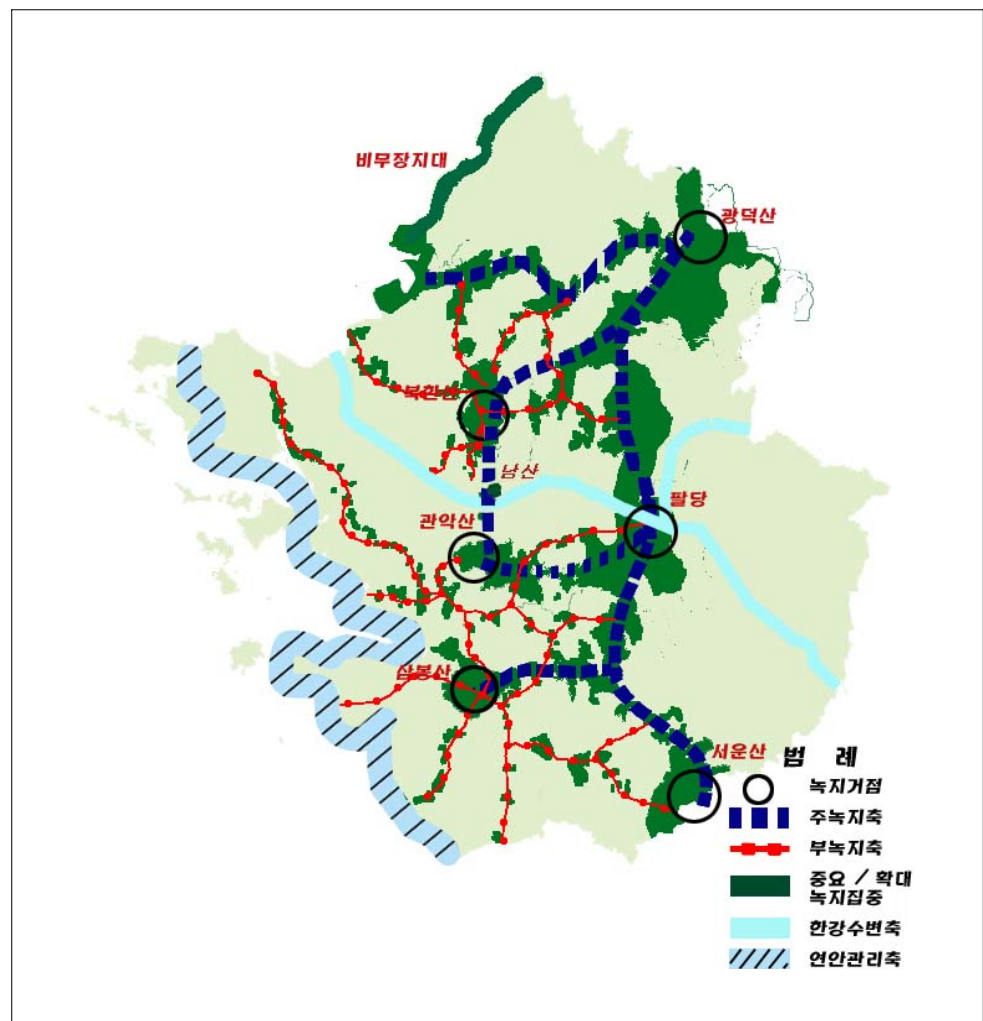 비무장지대
광덕산
북한산
남산
팔당
관악산
삼봉산
서운산
범 례
녹지거점
주녹지축
부녹지축
중요 / 확대
녹지집중
한강수변축
연안관리축